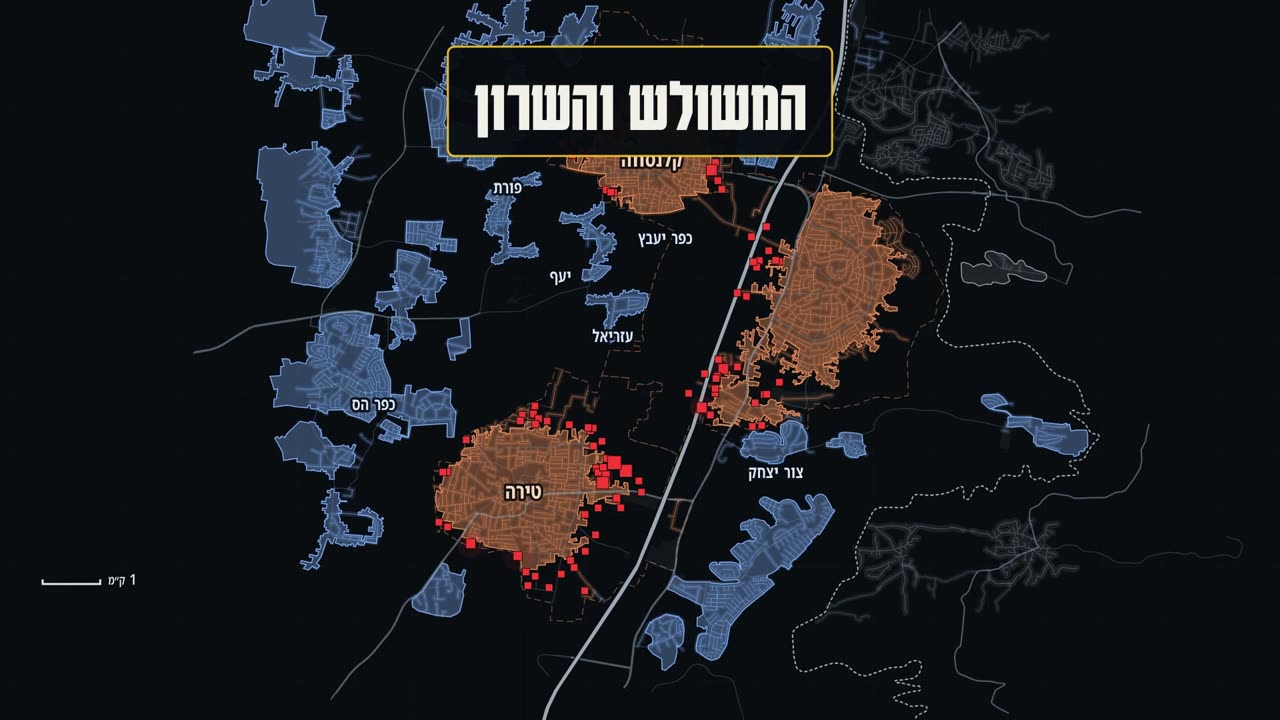 המשולש והשרון
קלנסווה
פורת
כפר יעבץ
יעף
עזריאל
כפר הס
טירה
צור יצחק
1 ק״מ